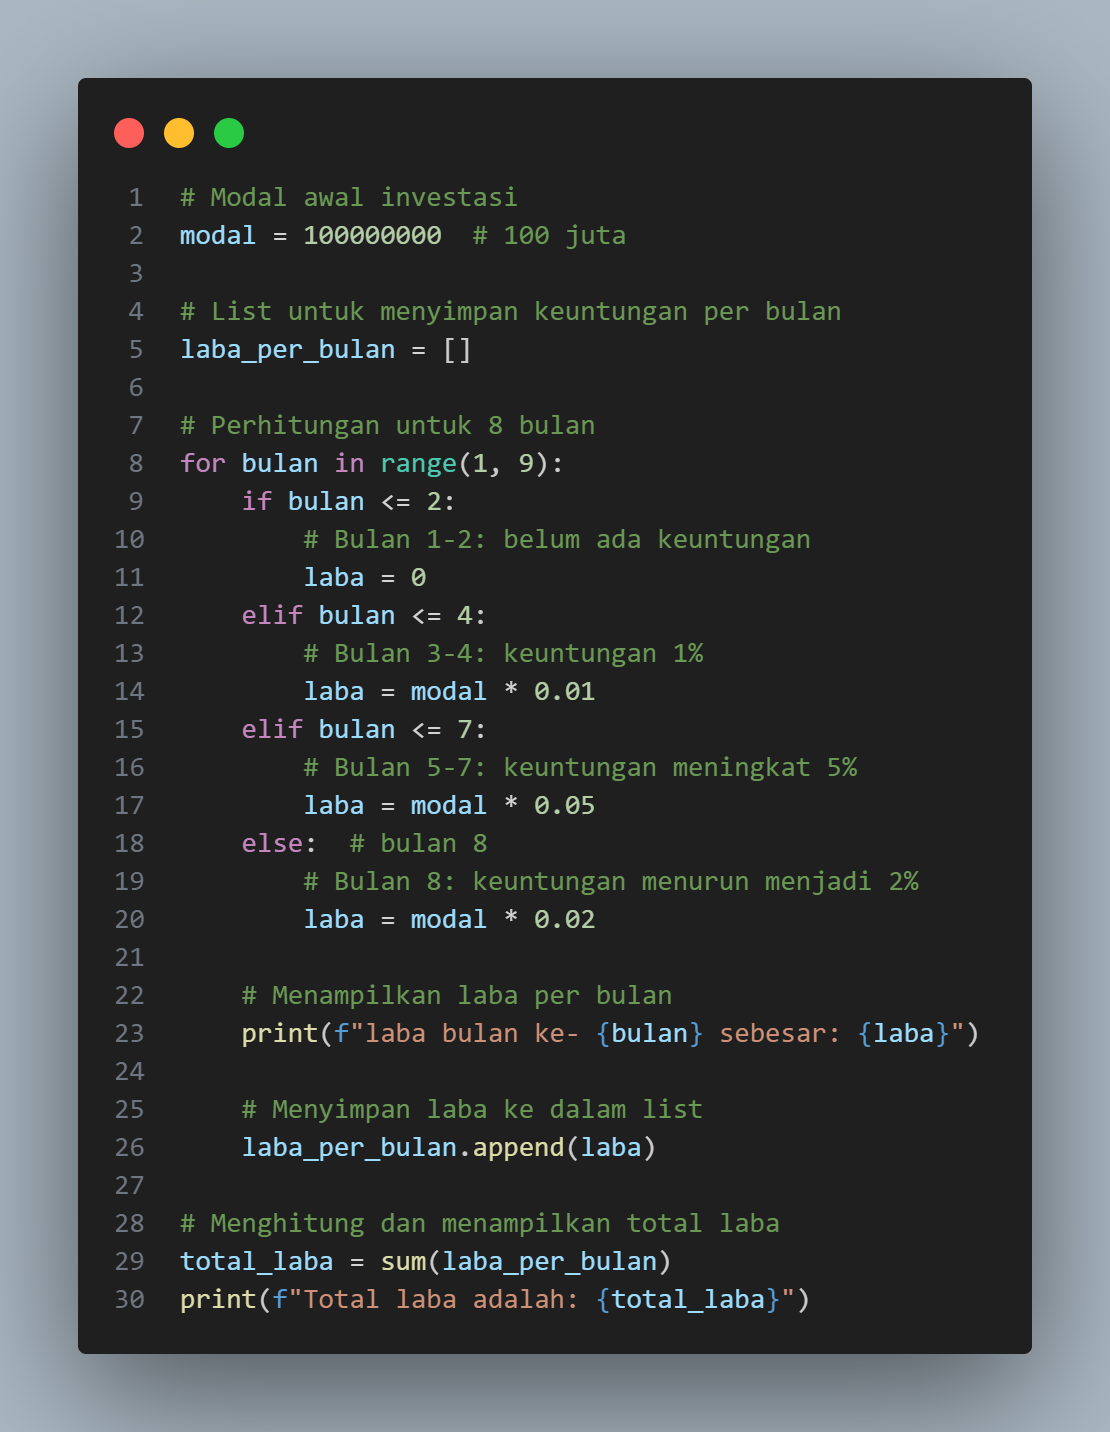 1 # Modal awal investasi
2 modal = 100000000  # 100 juta
3
4 # List untuk menyimpan keuntungan per bulan
5 laba_per_bulan = []
6
7 # Perhitungan untuk 8 bulan
8 for bulan in range(1, 9):
9     if bulan <= 2:
10         # Bulan 1-2: belum ada keuntungan
11         laba = 0
12     elif bulan <= 4:
13         # Bulan 3-4: keuntungan 1%
14         laba = modal * 0.01
15     elif bulan <= 7:
16         # Bulan 5-7: keuntungan meningkat 5%
17         laba = modal * 0.05
18     else:  # bulan 8
19         # Bulan 8: keuntungan menurun menjadi 2%
20         laba = modal * 0.02
21
22     # Menampilkan laba per bulan
23     print(f"laba bulan ke- {bulan} sebesar: {laba}")
24
25     # Menyimpan laba ke dalam list
26     laba_per_bulan.append(laba)
27
28 # Menghitung dan menampilkan total laba
29 total_laba = sum(laba_per_bulan)
30 print(f"Total laba adalah: {total_laba}")